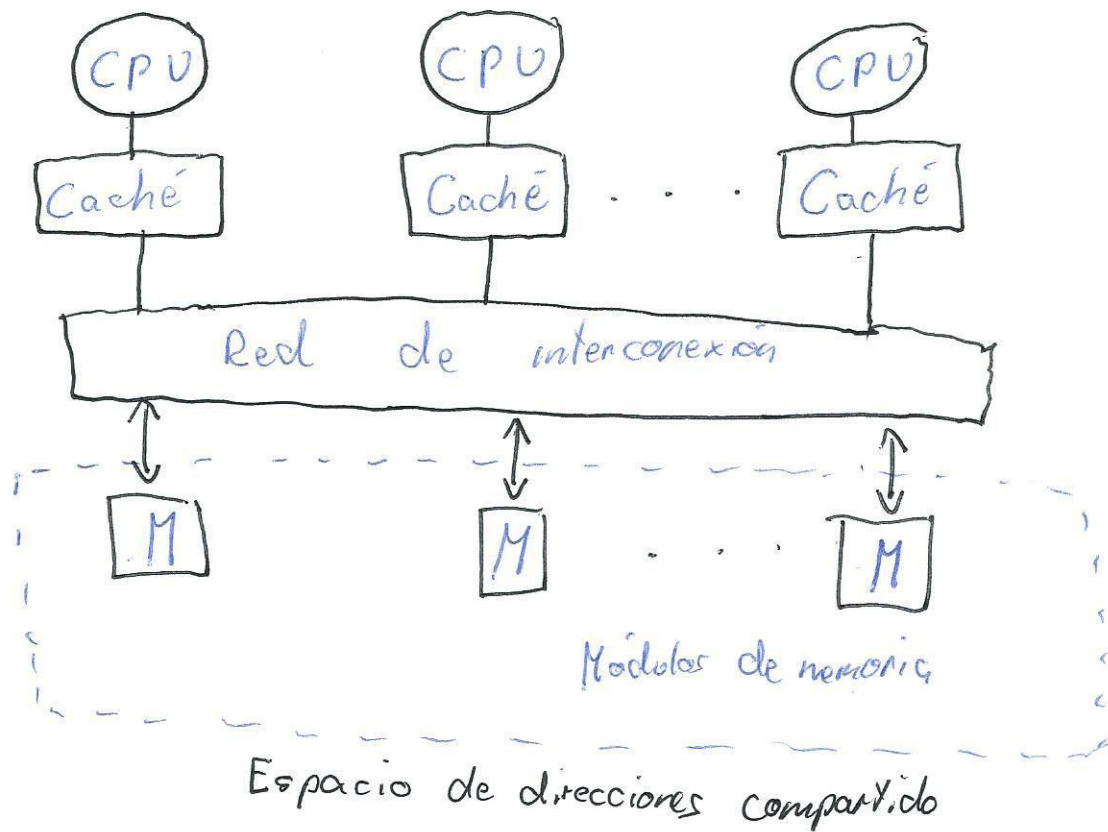 CPU CPU CPU
Caché Caché . . . Caché
Red de interconexión
M M . . . M
Módulos de memoria
Espacio de direcciones compartido